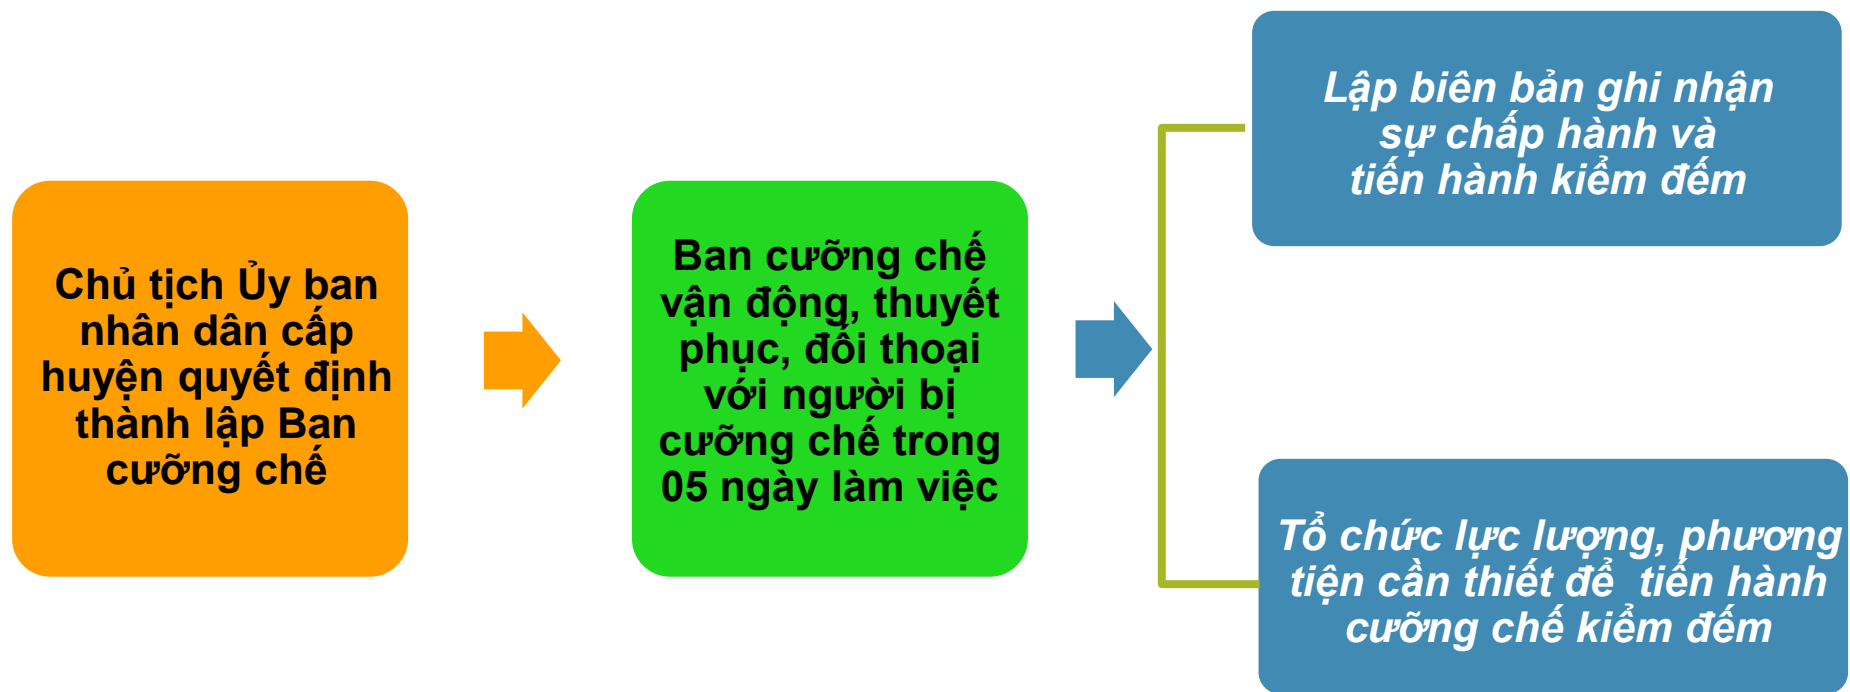 Chủ tịch Ủy ban
nhân dân cấp
huyện quyết định
thành lập Ban
cưỡng chế
Ban cưỡng chế
vận động, thuyết
phục, đối thoại
với người bị
cưỡng chế trong
05 ngày làm việc
Lập biên bản ghi nhận
sự chấp hành và
tiến hành kiểm đếm
Tổ chức lực lượng, phương
tiện cần thiết để  tiến hành
cưỡng chế kiểm đếm